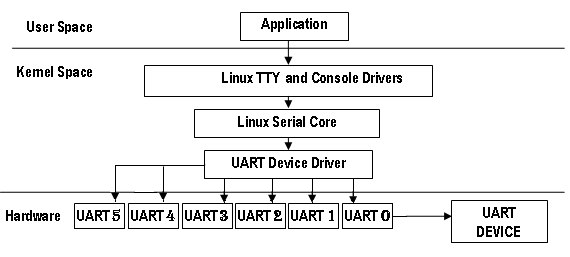 User Space
Application
Kernel Space
Linux TTY and Console Drivers
Linux Serial Core
UART Device Driver
Hardware
UART 5
UART 4
UART 3
UART 2
UART 1
UART 0
UART
DEVICE